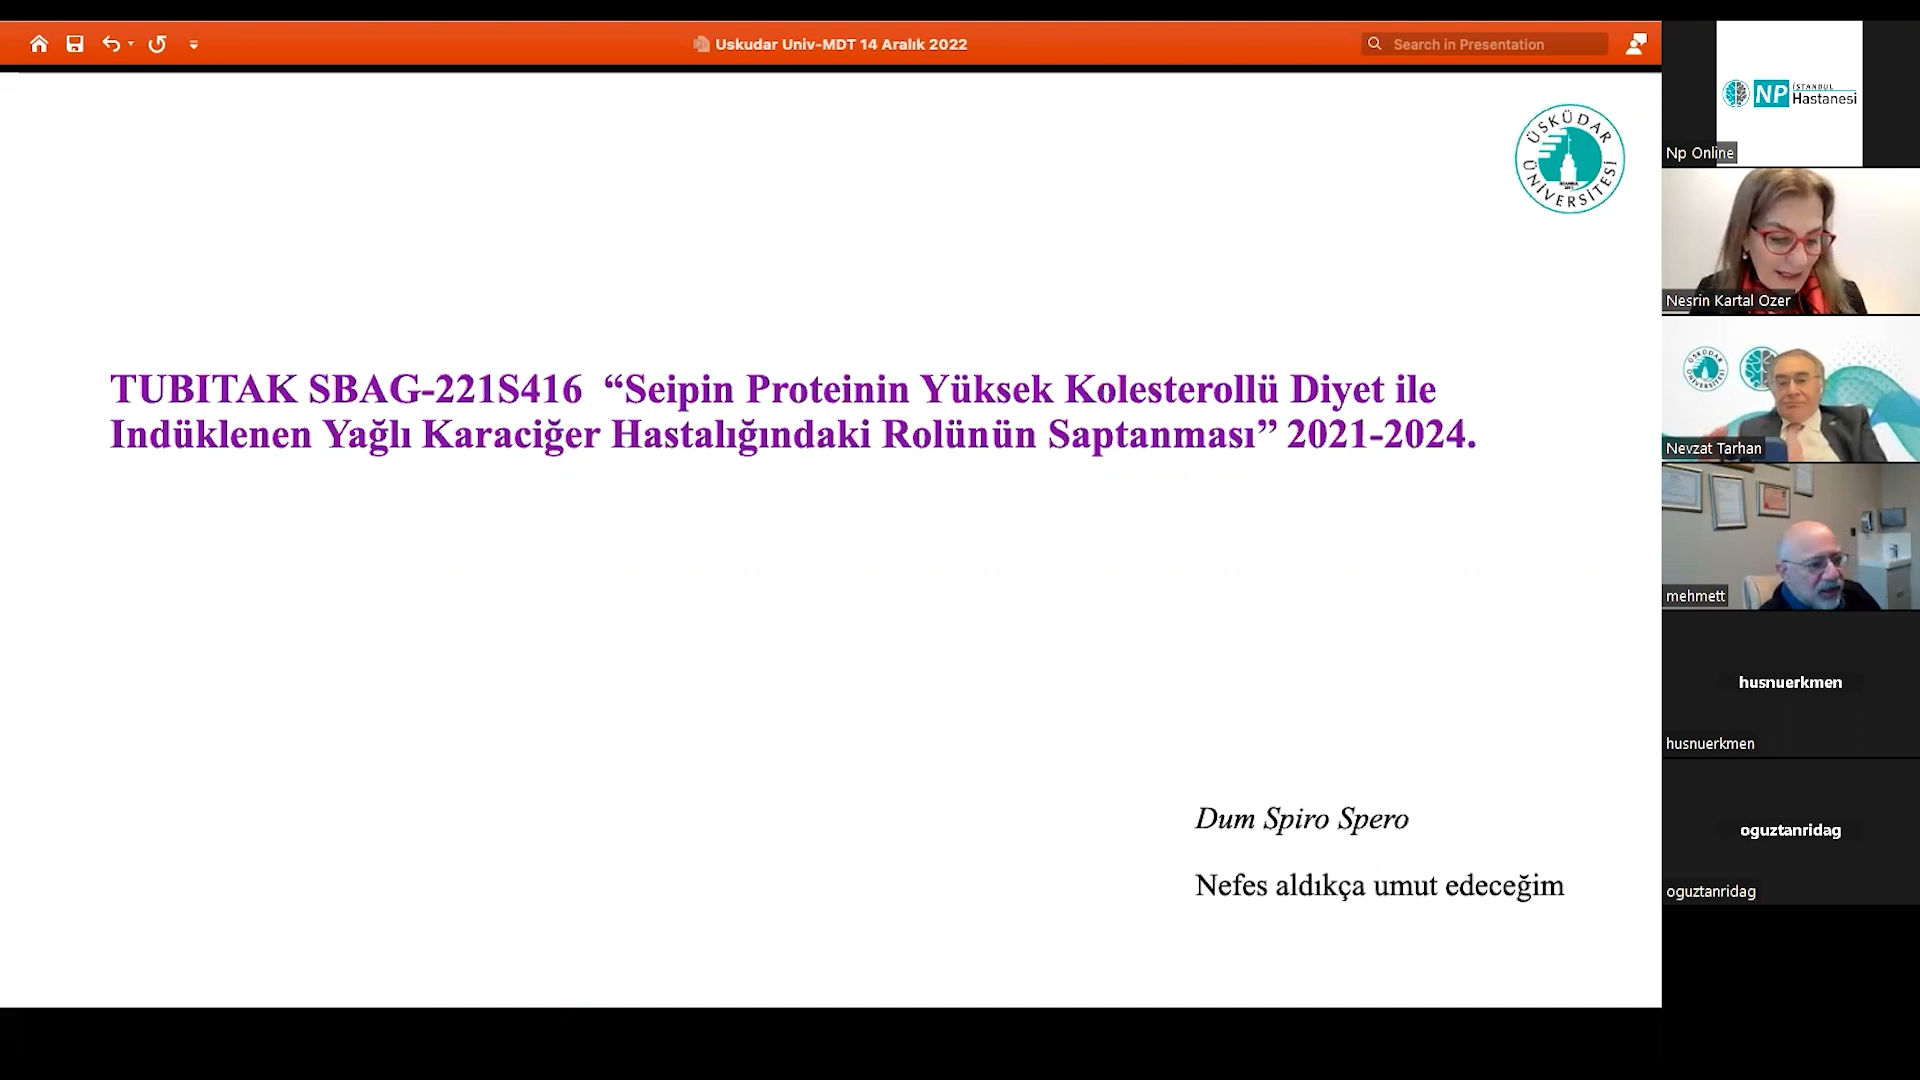 Uskudar Univ-MDT 14 Aralık 2022
Search in Presentation
ÜSKÜDAR ÜNİVERSİTESİ
TUBITAK SBAG-221S416 “Seipin Proteinin Yüksek Kolesterollü Diyet ile
Indüklenen Yağlı Karaciğer Hastalığındaki Rolünün Saptanması” 2021-2024.
Dum Spiro Spero
Nefes aldıkça umut edeceğim
NP İSTANBUL Hastanesi
Np Online
Nesrin Kartal Ozer
Nevzat Tarhan
mehmett
husnuerkmen
husnuerkmen
oguztanridag
oguztanridag